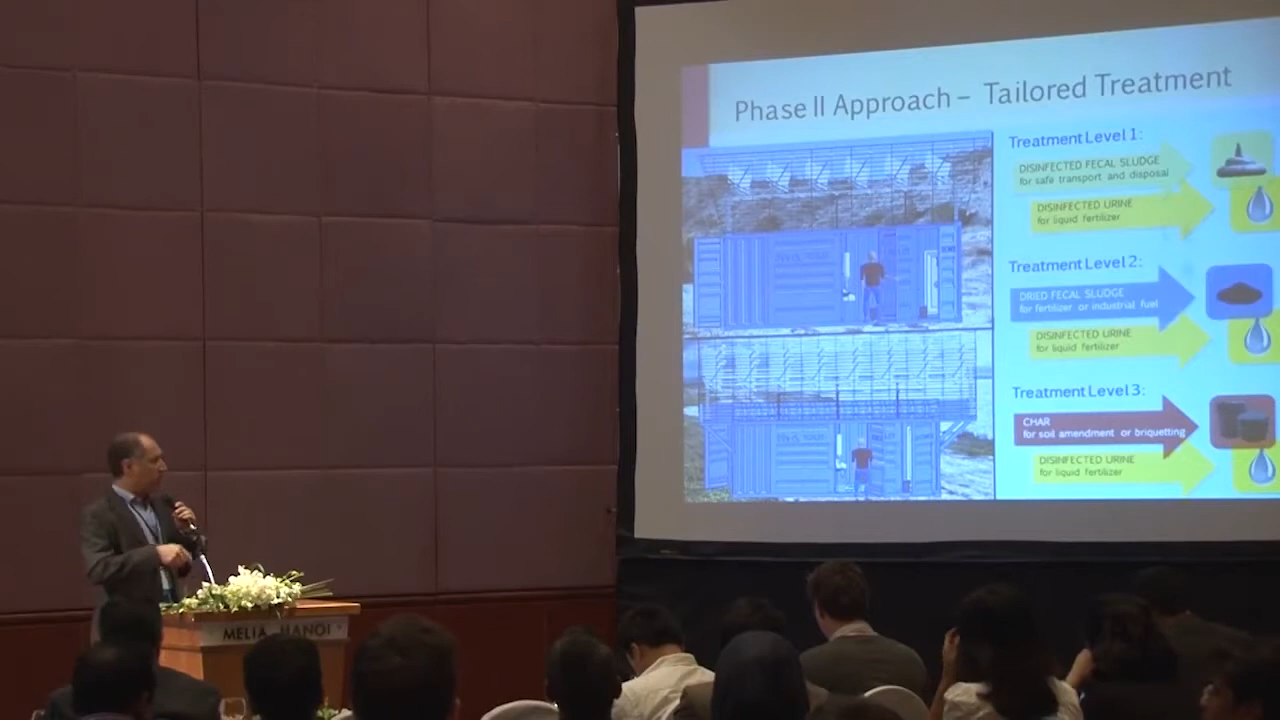 Phase II Approach – Tailored Treatment
Treatment Level 1:
DISINFECTED FECAL SLUDGE
for safe transport and disposal
DISINFECTED URINE
for liquid fertilizer
Treatment Level 2:
DRIED FECAL SLUDGE
for fertilizer or industrial fuel
DISINFECTED URINE
for liquid fertilizer
Treatment Level 3:
CHAR
for soil amendment or briquetting
DISINFECTED URINE
for liquid fertilizer
MELIÃ HANOI